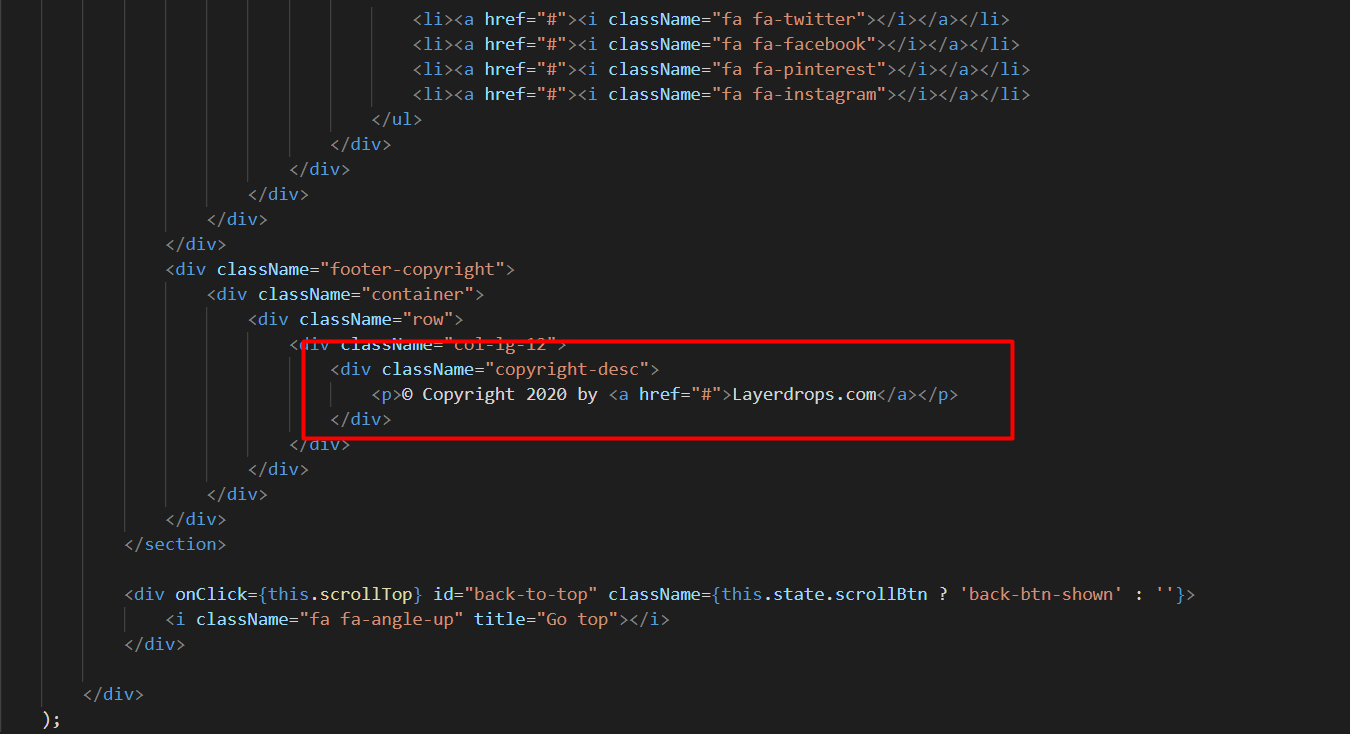 <li><a href="#"><i className="fa fa-twitter"></i></a></li>
<li><a href="#"><i className="fa fa-facebook"></i></a></li>
<li><a href="#"><i className="fa fa-pinterest"></i></a></li>
<li><a href="#"><i className="fa fa-instagram"></i></a></li>
</ul>
</div>
</div>
</div>
</div>
</div>
<div className="footer-copyright">
<div className="container">
<div className="row">
<div className="col-lg-12">
<div className="copyright-desc">
<p>© Copyright 2020 by <a href="#">Layerdrops.com</a></p>
</div>
</div>
</div>
</div>
</div>
</section>
<div onClick={this.scrollTop} id="back-to-top" className={this.state.scrollBtn ? 'back-btn-shown' : ''}>
<i className="fa fa-angle-up" title="Go top"></i>
</div>
</div>
);